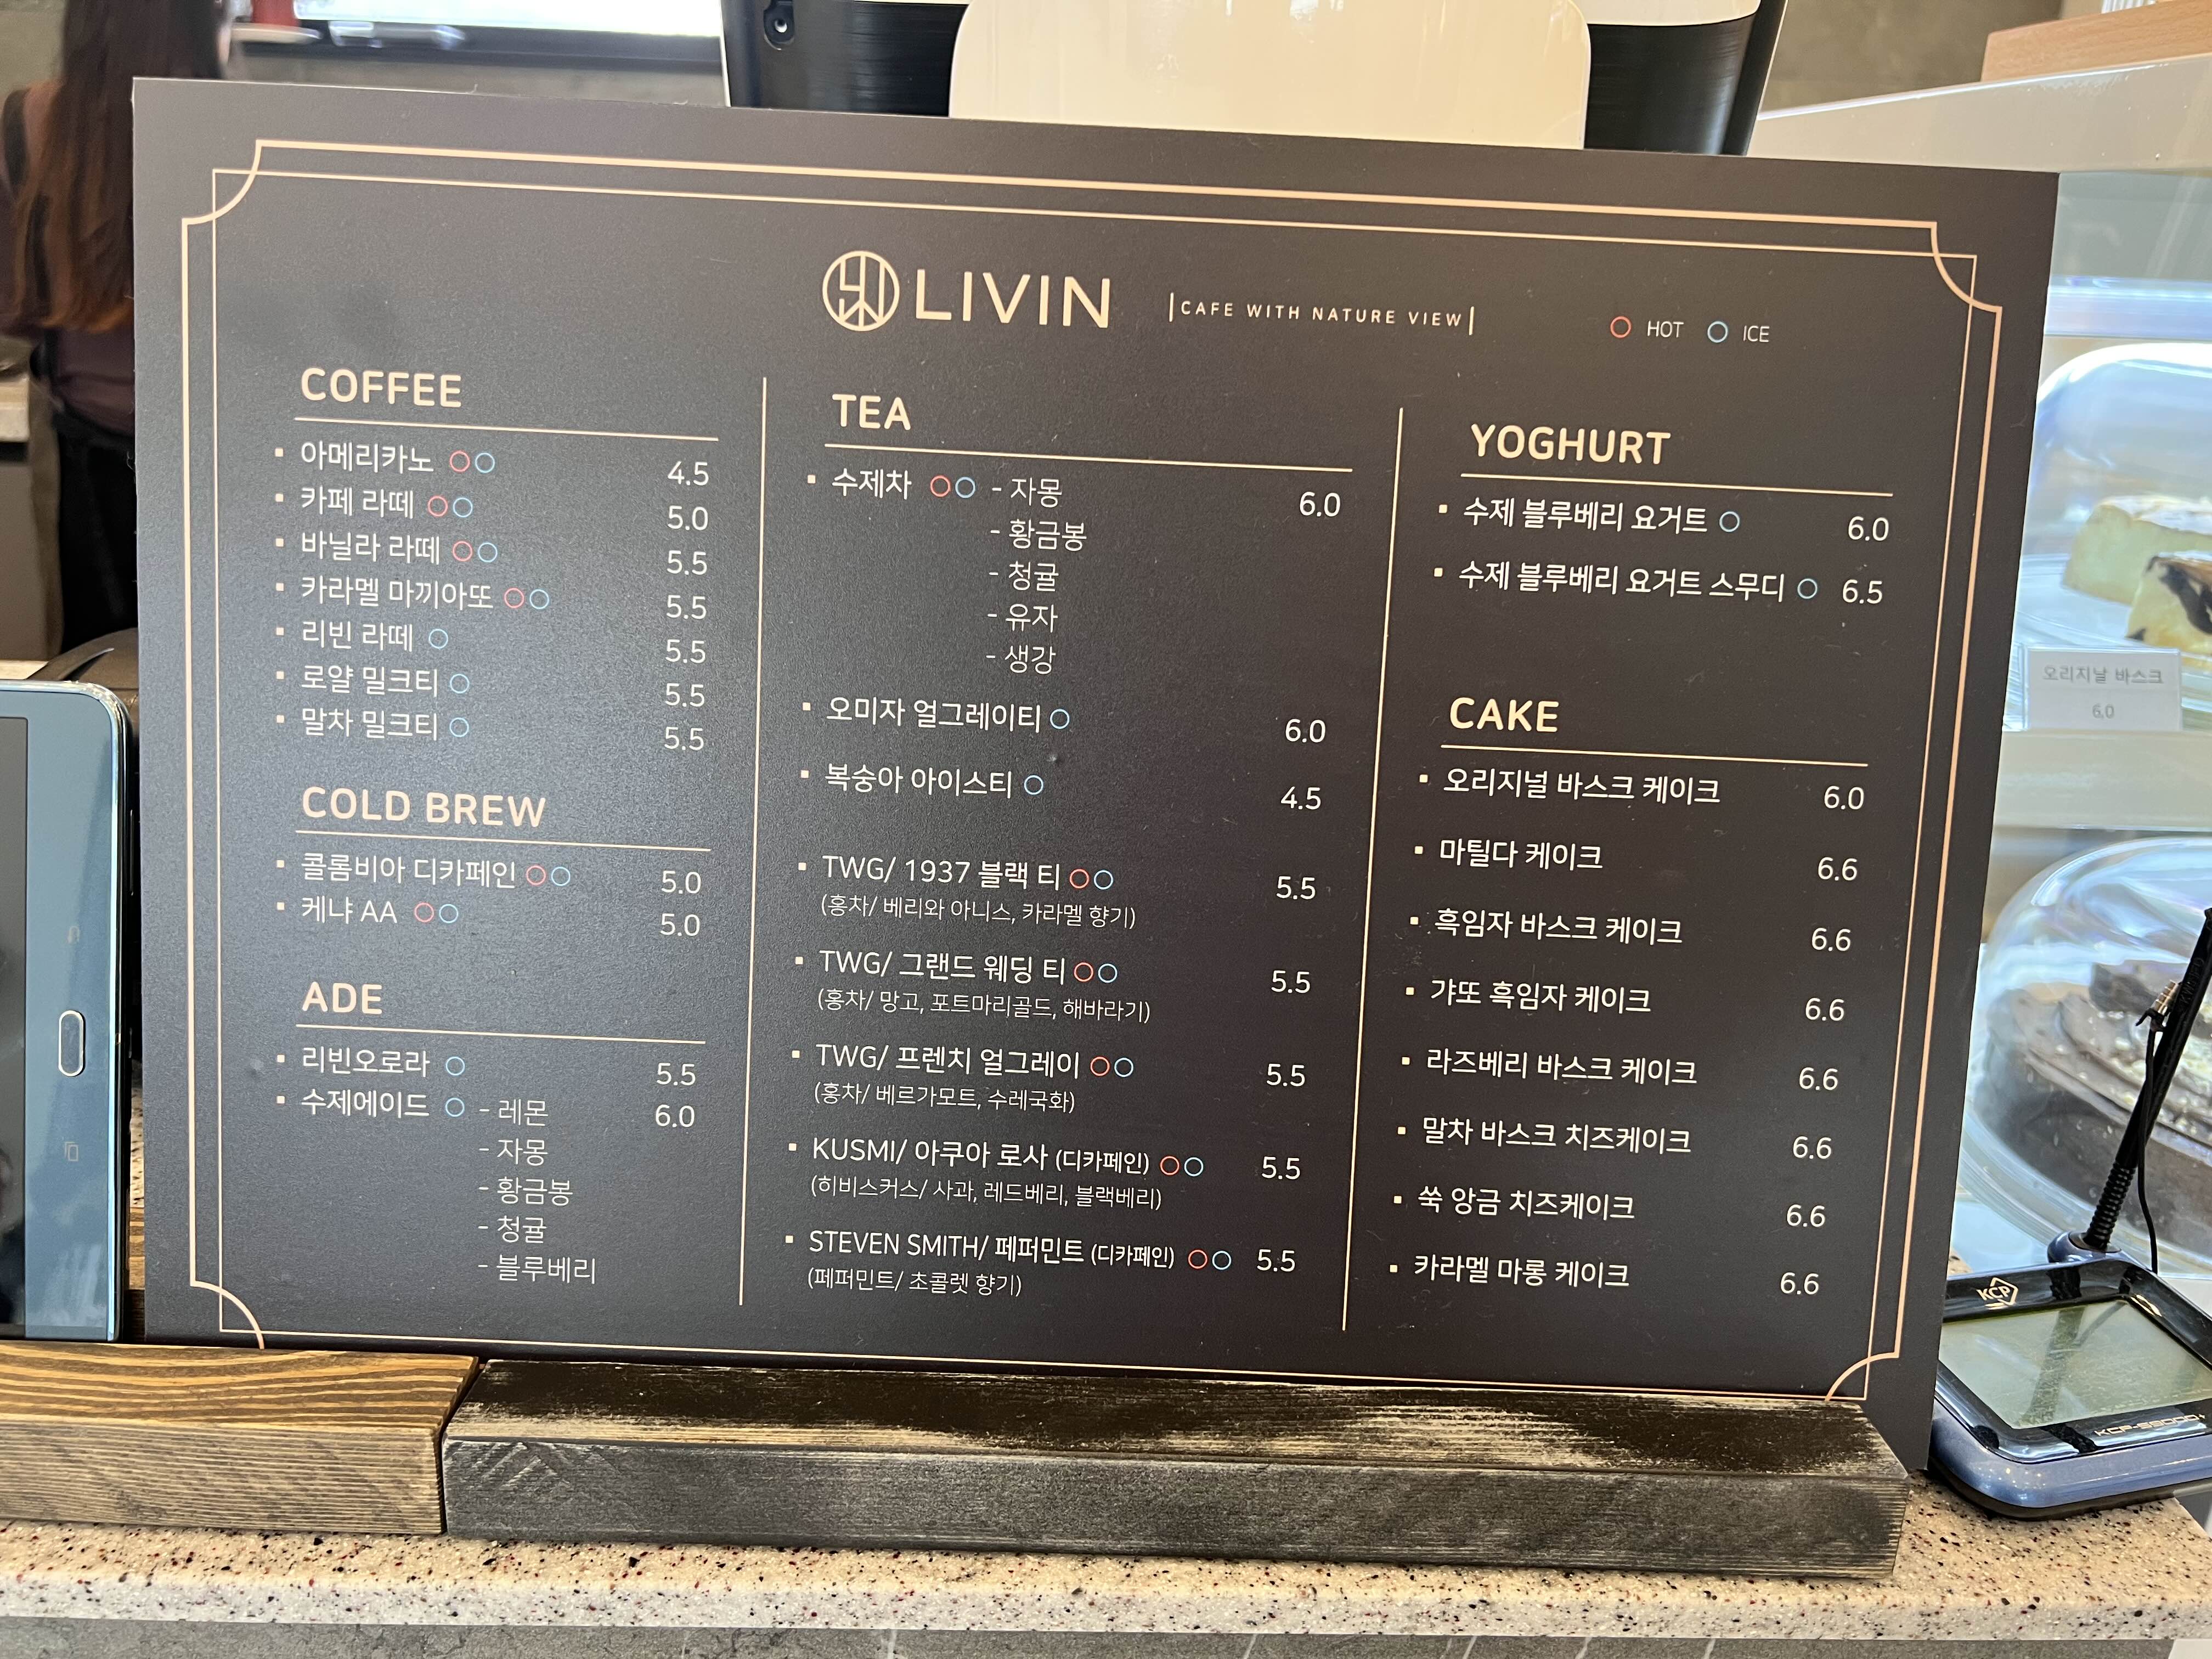 LIVIN
CAFE WITH NATURE VIEW
HOT ICE
COFFEE
아메리카노 4.5
카페 라떼 5.0
바닐라 라떼 5.5
카라멜 마끼아또 5.5
리빈 라떼 5.5
로얄 밀크티 5.5
말차 밀크티 5.5
COLD BREW
콜롬비아 디카페인 5.0
케냐 AA 5.0
ADE
리빈오로라 5.5
수제에이드 - 레몬 6.0
- 자몽
- 황금봉
- 청귤
- 블루베리
TEA
수제차 - 자몽 6.0
- 황금봉
- 청귤
- 유자
- 생강
오미자 얼그레이티 6.0
복숭아 아이스티 4.5
TWG/ 1937 블랙 티 5.5
(홍차/ 베리와 아니스, 카라멜 향기)
TWG/ 그랜드 웨딩 티 5.5
(홍차/ 망고, 포트마리골드, 해바라기)
TWG/ 프렌치 얼그레이 5.5
(홍차/ 베르가모트, 수레국화)
KUSMI/ 아쿠아 로사 (디카페인) 5.5
(히비스커스/ 사과, 레드베리, 블랙베리)
STEVEN SMITH/ 페퍼민트 (디카페인) 5.5
(페퍼민트/ 초콜렛 향기)
YOGHURT
수제 블루베리 요거트 6.0
수제 블루베리 요거트 스무디 6.5
CAKE
오리지널 바스크 케이크 6.0
마틸다 케이크 6.6
흑임자 바스크 케이크 6.6
갸또 흑임자 케이크 6.6
라즈베리 바스크 케이크 6.6
말차 바스크 치즈케이크 6.6
쑥 앙금 치즈케이크 6.6
카라멜 마롱 케이크 6.6
오리지날 바스크
6.0
KCP